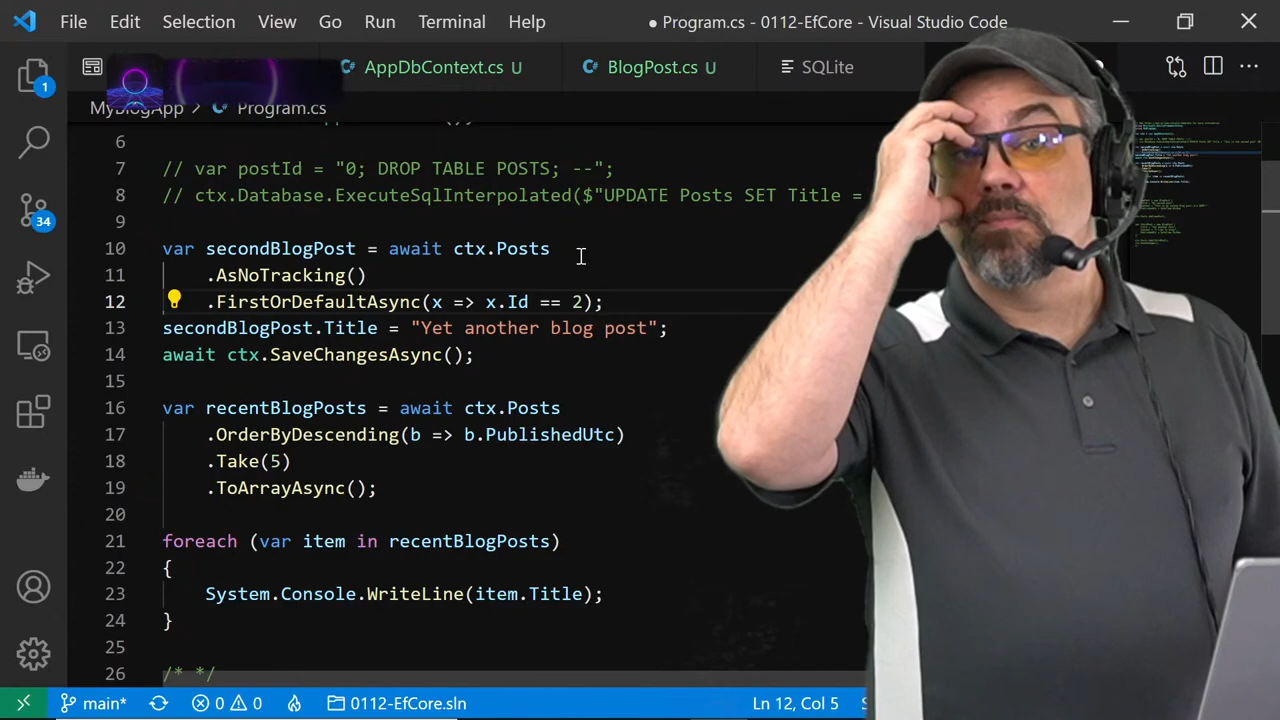 File Edit Selection View Go Run Terminal Help ● Program.cs - 0112-EfCore - Visual Studio Code
AppDbContext.cs U BlogPost.cs U SQLite
MyBlogApp > Program.cs
1
6
7 // var postId = "0; DROP TABLE POSTS; --";
8 // ctx.Database.ExecuteSqlInterpolated($"UPDATE Posts SET Title =
9
10 var secondBlogPost = await ctx.Posts
11 .AsNoTracking()
12 .FirstOrDefaultAsync(x => x.Id == 2);
13 secondBlogPost.Title = "Yet another blog post";
34
14 await ctx.SaveChangesAsync();
15
16 var recentBlogPosts = await ctx.Posts
17 .OrderByDescending(b => b.PublishedUtc)
18 .Take(5)
19 .ToArrayAsync();
20
21 foreach (var item in recentBlogPosts)
22 {
23 System.Console.WriteLine(item.Title);
24 }
25
26 /* */
main* 0 0 0112-EfCore.sln Ln 12, Col 5